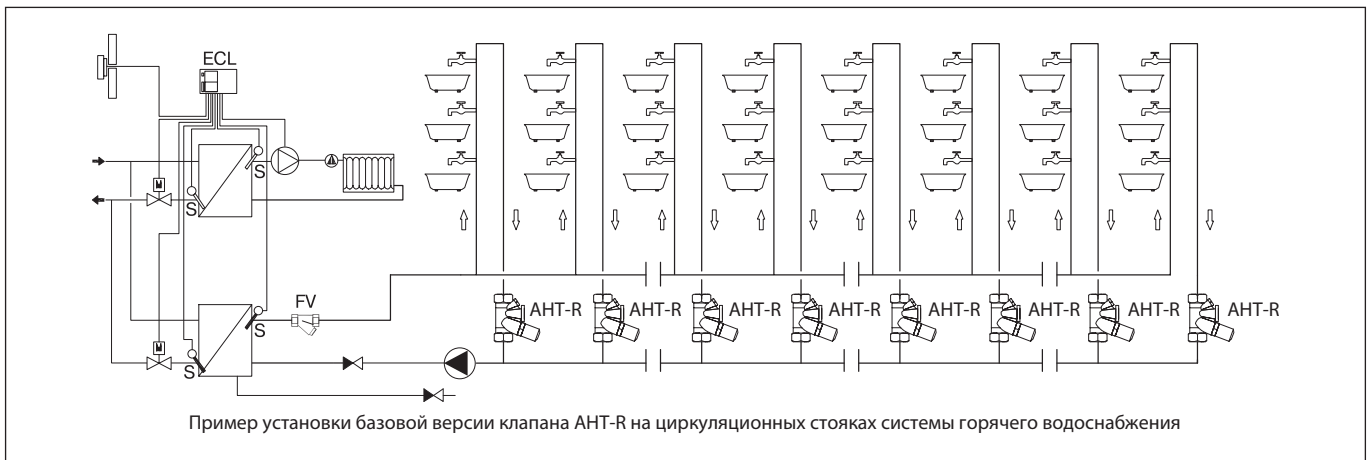 ECL
S
S
FV
S
S
AHT-R AHT-R AHT-R AHT-R AHT-R AHT-R AHT-R AHT-R
Пример установки базовой версии клапана AHT-R на циркуляционных стояках системы горячего водоснабжения